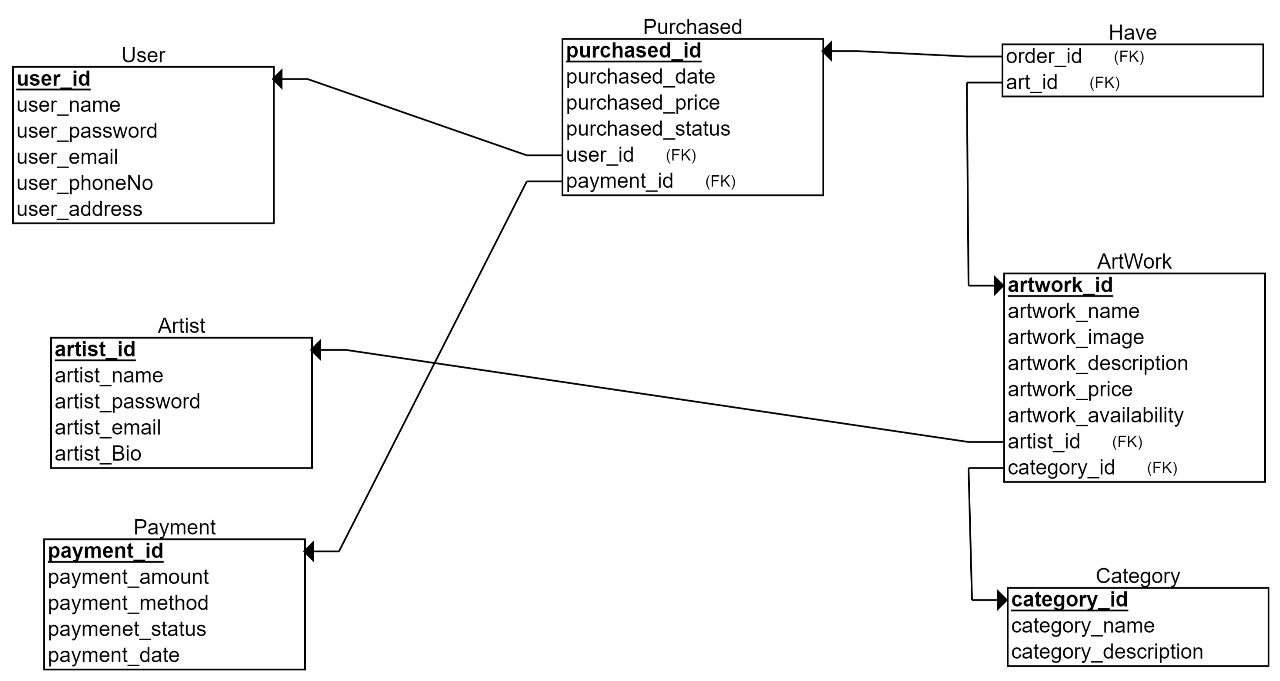 User
user_id
user_name
user_password
user_email
user_phoneNo
user_address
Purchased
purchased_id
purchased_date
purchased_price
purchased_status
user_id (FK)
payment_id (FK)
Have
order_id (FK)
art_id (FK)
Artist
artist_id
artist_name
artist_password
artist_email
artist_Bio
ArtWork
artwork_id
artwork_name
artwork_image
artwork_description
artwork_price
artwork_availability
artist_id (FK)
category_id (FK)
Payment
payment_id
payment_amount
payment_method
paymenet_status
payment_date
Category
category_id
category_name
category_description